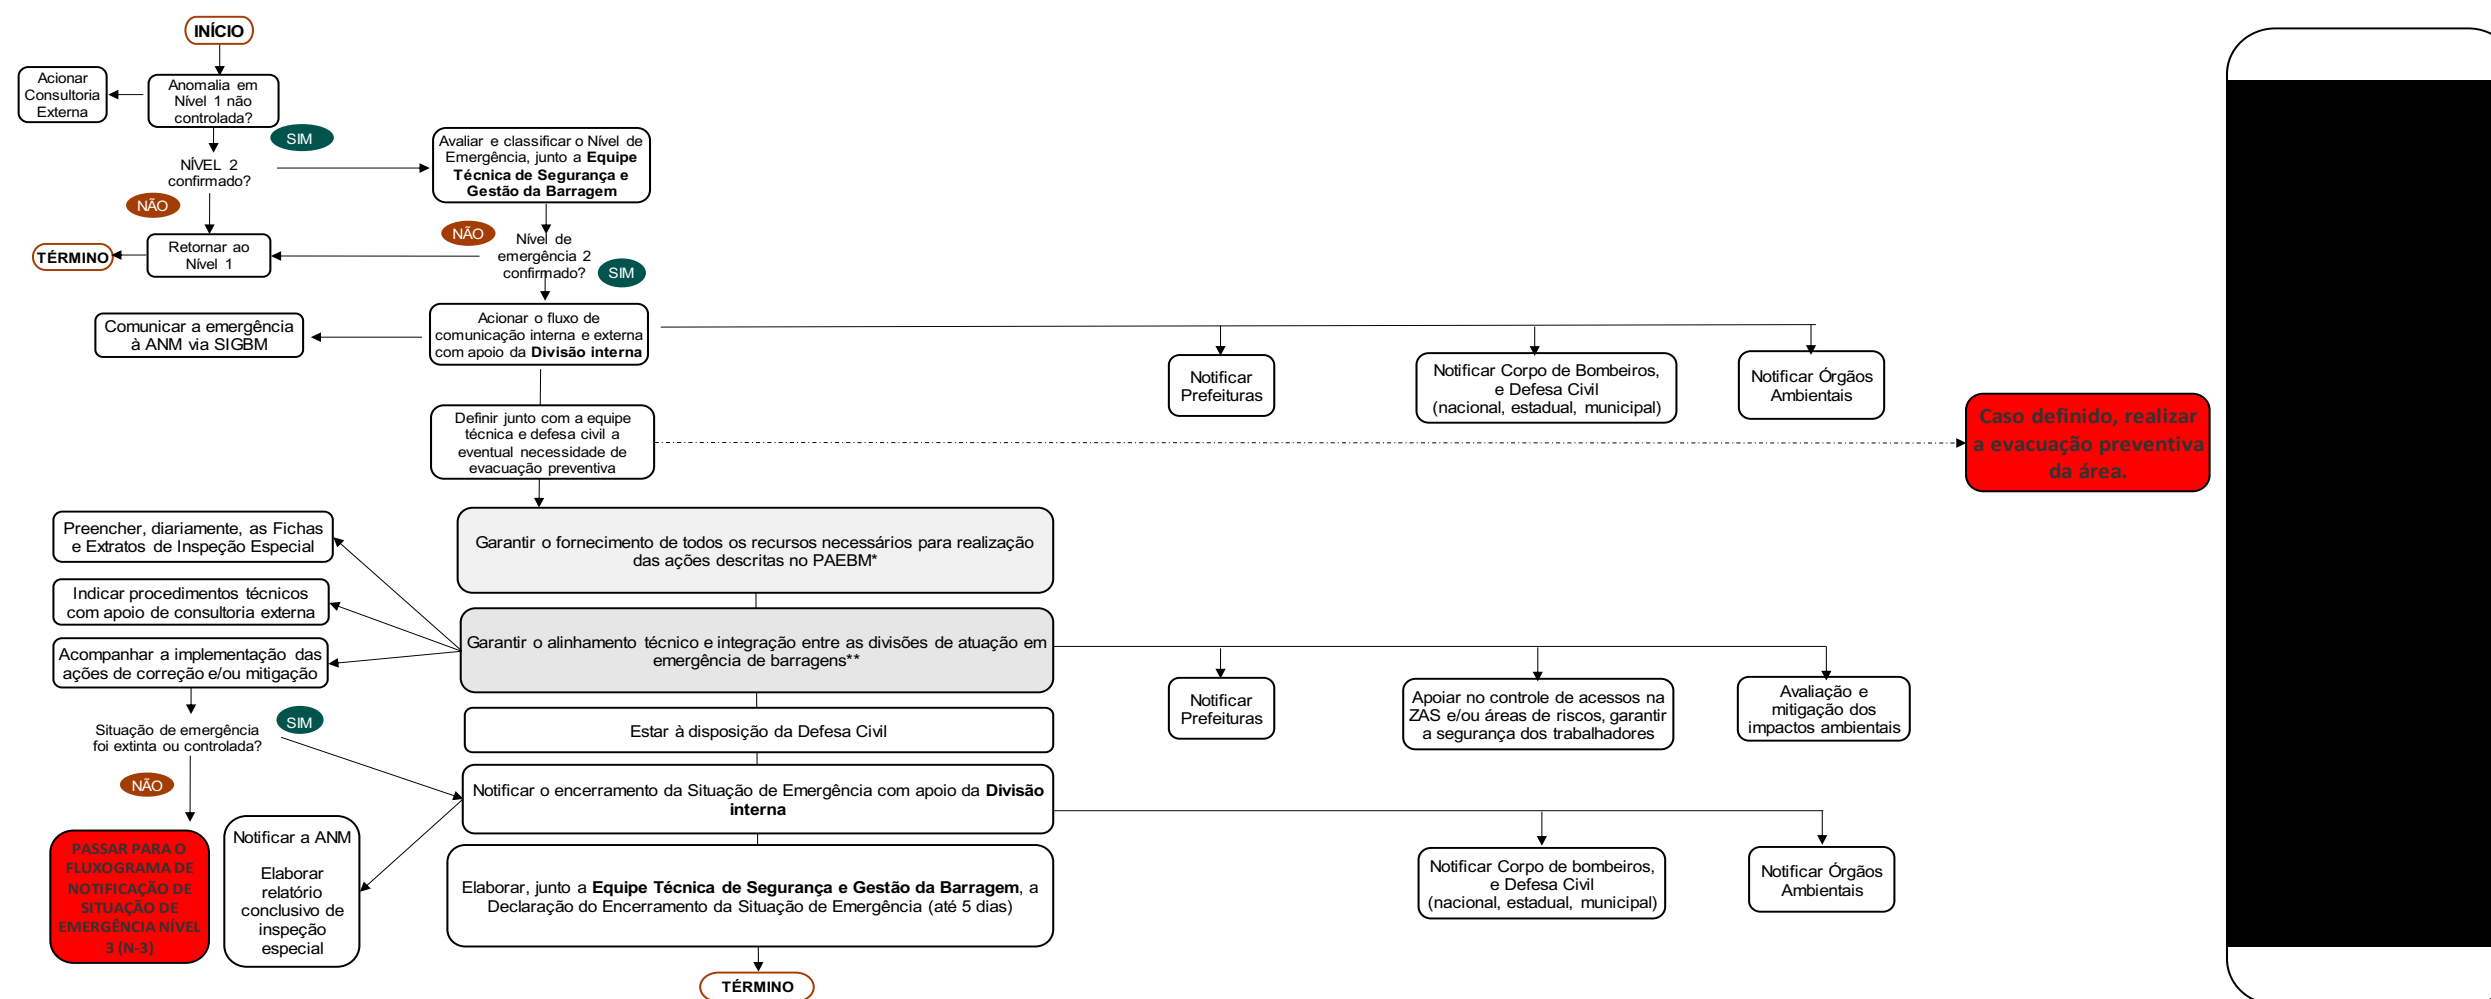 INÍCIO
Acionar
Consultoria
Externa
Anomalia em
Nível 1 não
controlada?
SIM
NÍVEL 2
confirmado?
Avaliar e classificar o Nível de
Emergência, junto a Equipe
Técnica de Segurança e
Gestão da Barragem
NÃO
NÃO
TÉRMINO
Retornar ao
Nível 1
Nível de
emergência 2
confirmado?
SIM
Comunicar a emergência
à ANM via SIGBM
Acionar o fluxo de
comunicação interna e externa
com apoio da Divisão interna
Notificar
Prefeituras
Notificar Corpo de Bombeiros,
e Defesa Civil
(nacional, estadual, municipal)
Notificar Órgãos
Ambientais
Definir junto com a equipe
técnica e defesa civil a
eventual necessidade de
evacuação preventiva
Caso definido, realizar
a evacuação preventiva
da área.
Preencher, diariamente, as Fichas
e Extratos de Inspeção Especial
Garantir o fornecimento de todos os recursos necessários para realização
das ações descritas no PAEBM*
Indicar procedimentos técnicos
com apoio de consultoria externa
Acompanhar a implementação das
ações de correção e/ou mitigação
Garantir o alinhamento técnico e integração entre as divisões de atuação em
emergência de barragens**
Notificar
Prefeituras
Apoiar no controle de acessos na
ZAS e/ou áreas de riscos, garantir
a segurança dos trabalhadores
Avaliação e
mitigação dos
impactos ambientais
Situação de emergência
foi extinta ou controlada?
SIM
Estar à disposição da Defesa Civil
NÃO
Notificar o encerramento da Situação de Emergência com apoio da Divisão
interna
PASSAR PARA O
FLUXOGRAMA DE
NOTIFICAÇÃO DE
SITUAÇÃO DE
EMERGÊNCIA NÍVEL
3 (N-3)
Notificar a ANM
Elaborar
relatório
conclusivo de
inspeção
especial
Elaborar, junto a Equipe Técnica de Segurança e Gestão da Barragem, a
Declaração do Encerramento da Situação de Emergência (até 5 dias)
Notificar Corpo de bombeiros,
e Defesa Civil
(nacional, estadual, municipal)
Notificar Órgãos
Ambientais
TÉRMINO